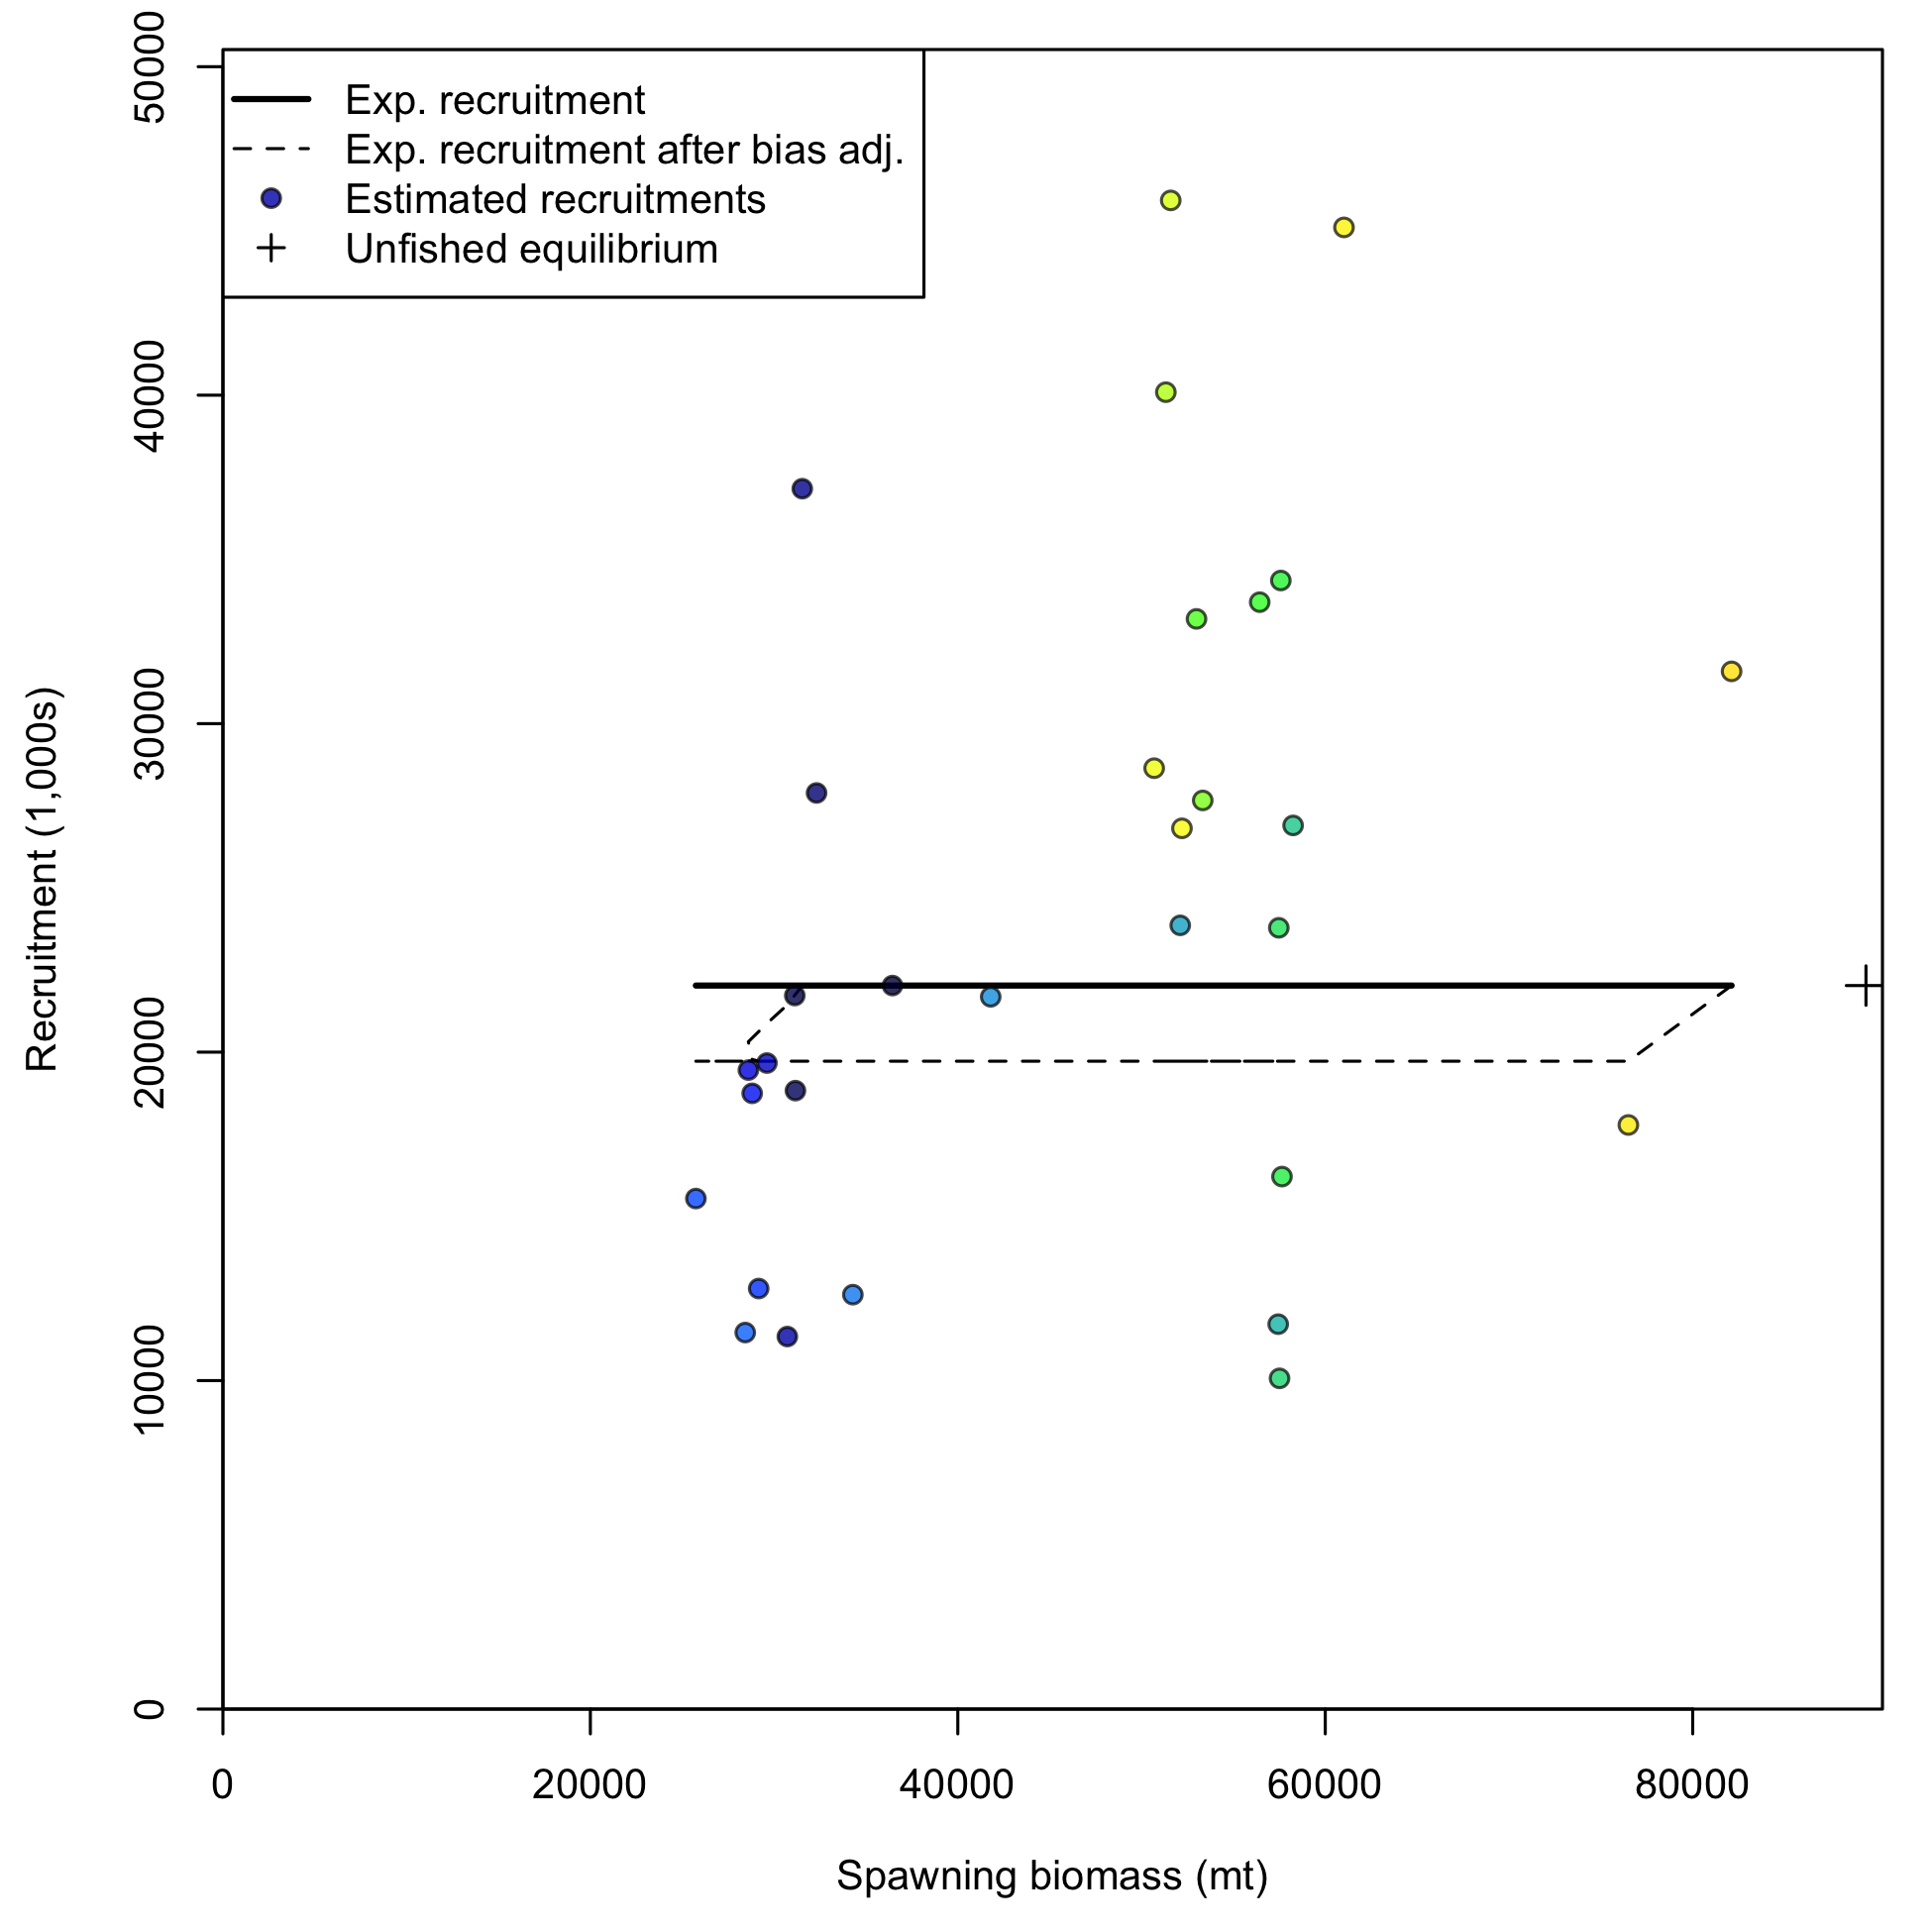 Exp. recruitment
Exp. recruitment after bias adj.
Estimated recruitments
Unfished equilibrium
Recruitment (1,000s)
50000
40000
30000
20000
10000
0
0 20000 40000 60000 80000
Spawning biomass (mt)